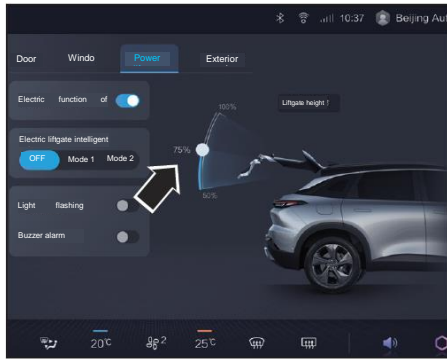 10:37 Beijing Aut
Door Windo Power Exterior
Electric function of
100%
Liftgate height
Electric liftgate intelligent
OFF Mode 1 Mode 2
75%
50%
Light flashing
Buzzer alarm
20°C 2 25°C